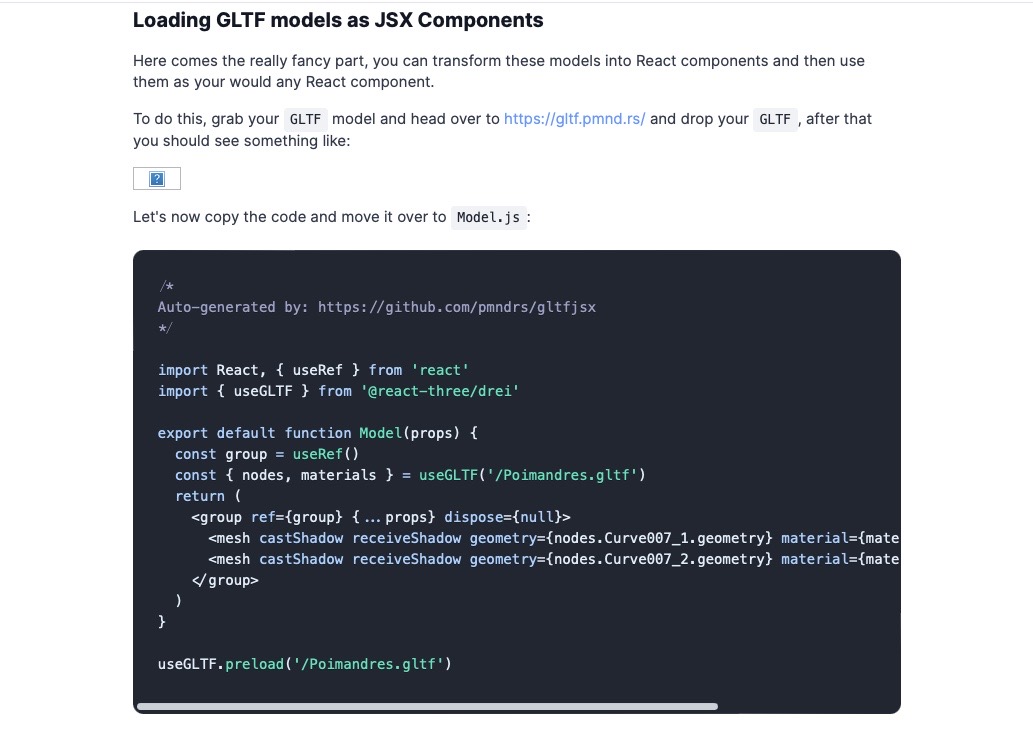 Loading GLTF models as JSX Components
Here comes the really fancy part, you can transform these models into React components and then use
them as your would any React component.
To do this, grab your GLTF model and head over to https://gltf.pmnd.rs/ and drop your GLTF , after that
you should see something like:
?
Let's now copy the code and move it over to Model.js :
/*
Auto-generated by: https://github.com/pmndrs/gltfjsx
*/
import React, { useRef } from 'react'
import { useGLTF } from '@react-three/drei'
export default function Model(props) {
  const group = useRef()
  const { nodes, materials } = useGLTF('/Poimandres.gltf')
  return (
    <group ref={group} {...props} dispose={null}>
      <mesh castShadow receiveShadow geometry={nodes.Curve007_1.geometry} material={mate
      <mesh castShadow receiveShadow geometry={nodes.Curve007_2.geometry} material={mate
    </group>
  )
}
useGLTF.preload('/Poimandres.gltf')